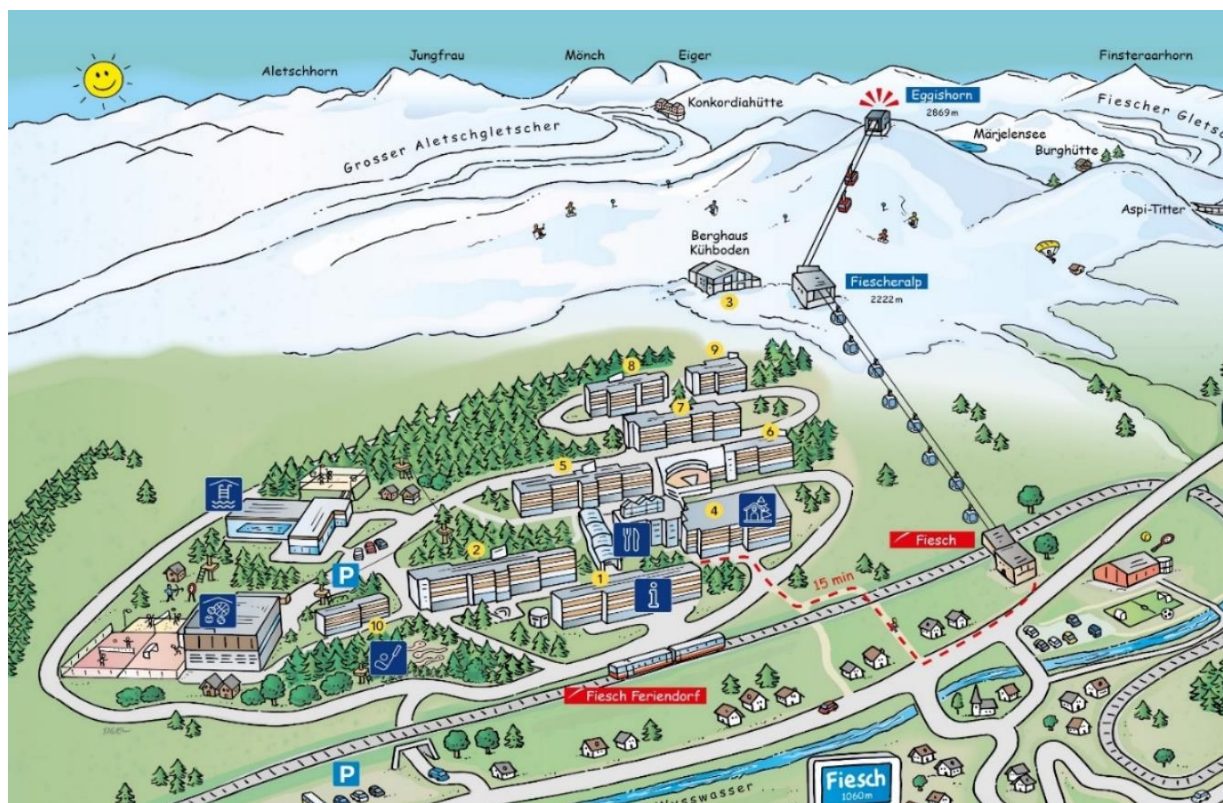 Aletschhorn
Jungfrau
Mönch
Eiger
Finsteraarhorn
Konkordiahütte
Eggishorn
2869m
Fiescher Gletsc
Grosser Aletschgletscher
Märjelensee
Burghütte
Aspi-Titter
Berghaus
Kühboden
3
Fiescheralp
2222m
9
8
7
6
5
4
Fiesch
2
P
1
i
15 min
10
Fiesch Feriendorf
P
Fiesch
1060m
Wysswasser